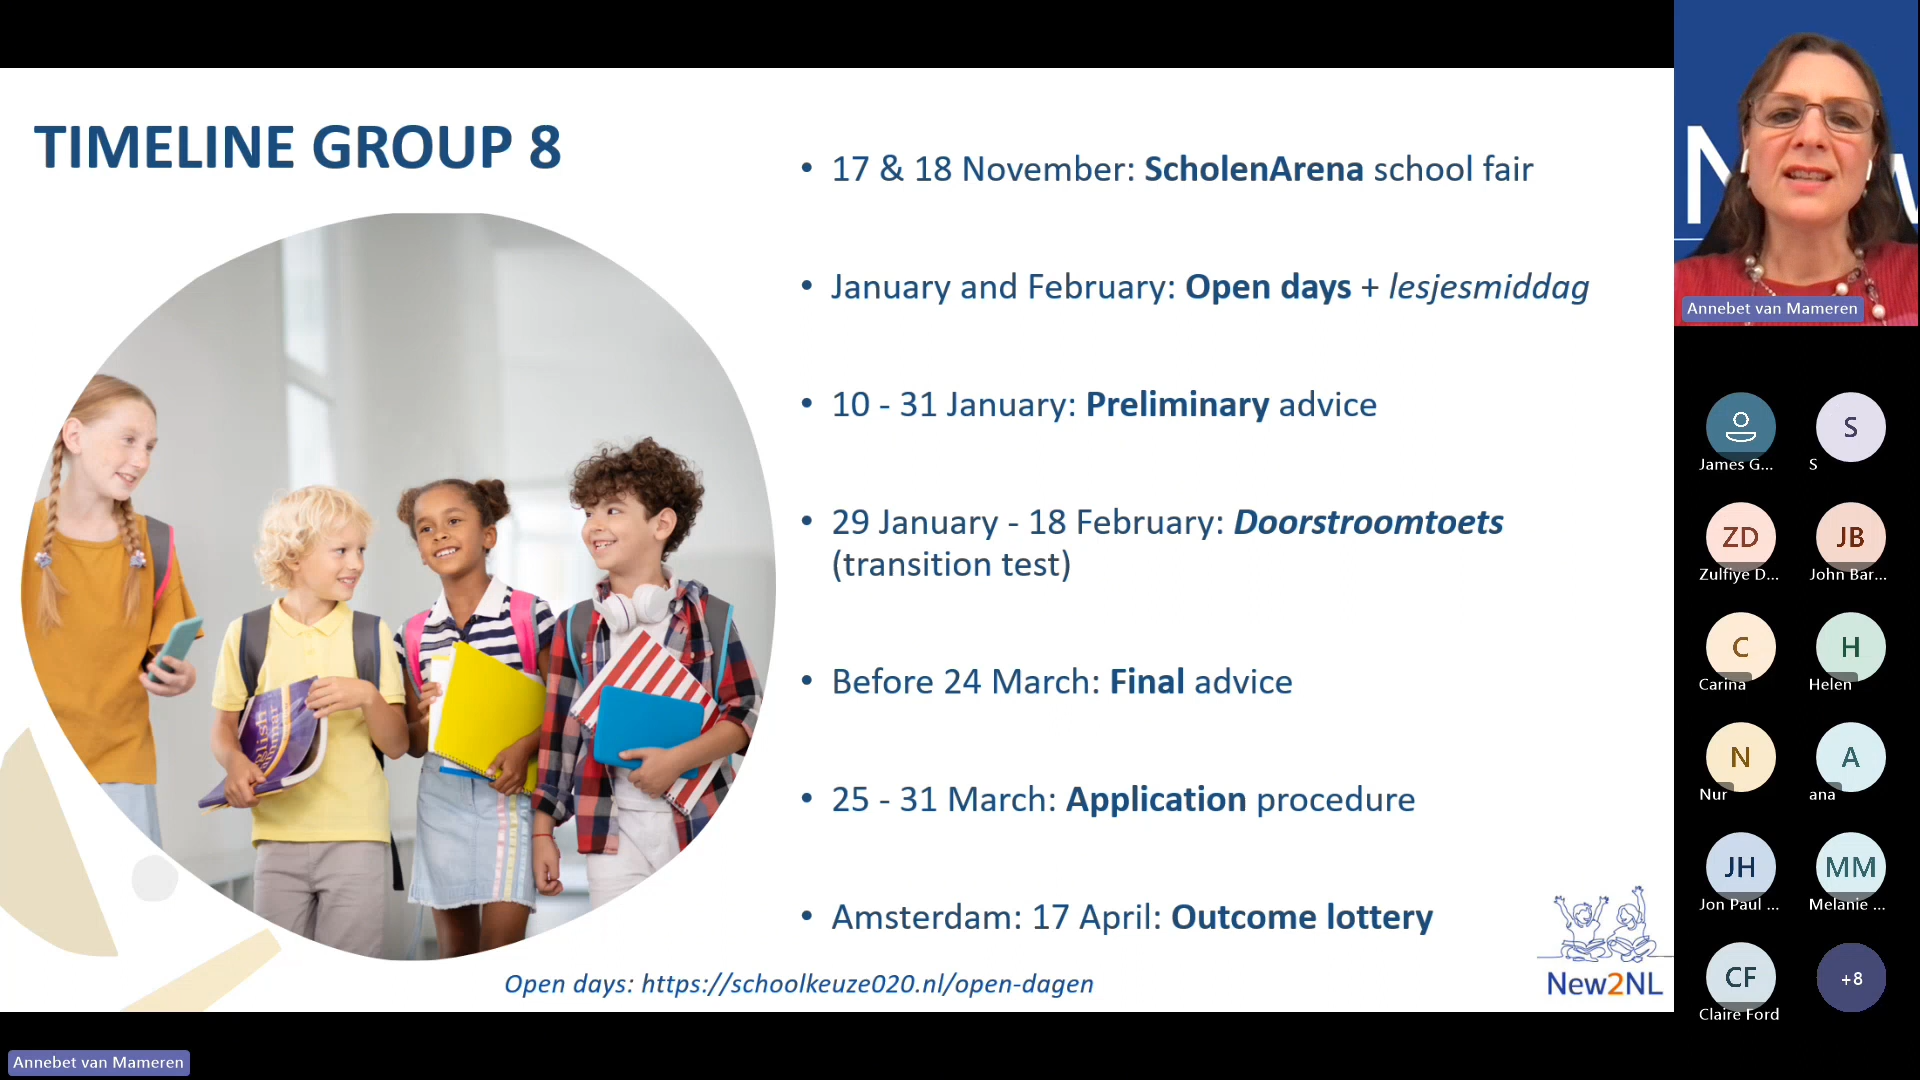 TIMELINE GROUP 8
• 17 & 18 November: ScholenArena school fair
• January and February: Open days + lesjesmiddag
• 10 - 31 January: Preliminary advice
• 29 January - 18 February: Doorstroomtoets
(transition test)
• Before 24 March: Final advice
• 25 - 31 March: Application procedure
• Amsterdam: 17 April: Outcome lottery
Open days: https://schoolkeuze020.nl/open-dagen
New2NL
English
Grammar
N
w
Annebet van Mameren
James G...
S
S
ZD
Zulfiye D...
JB
John Bar...
C
Carina
H
Helen
N
Nur
A
ana
JH
Jon Paul ...
MM
Melanie ...
CF
Claire Ford
+8
Annebet van Mameren